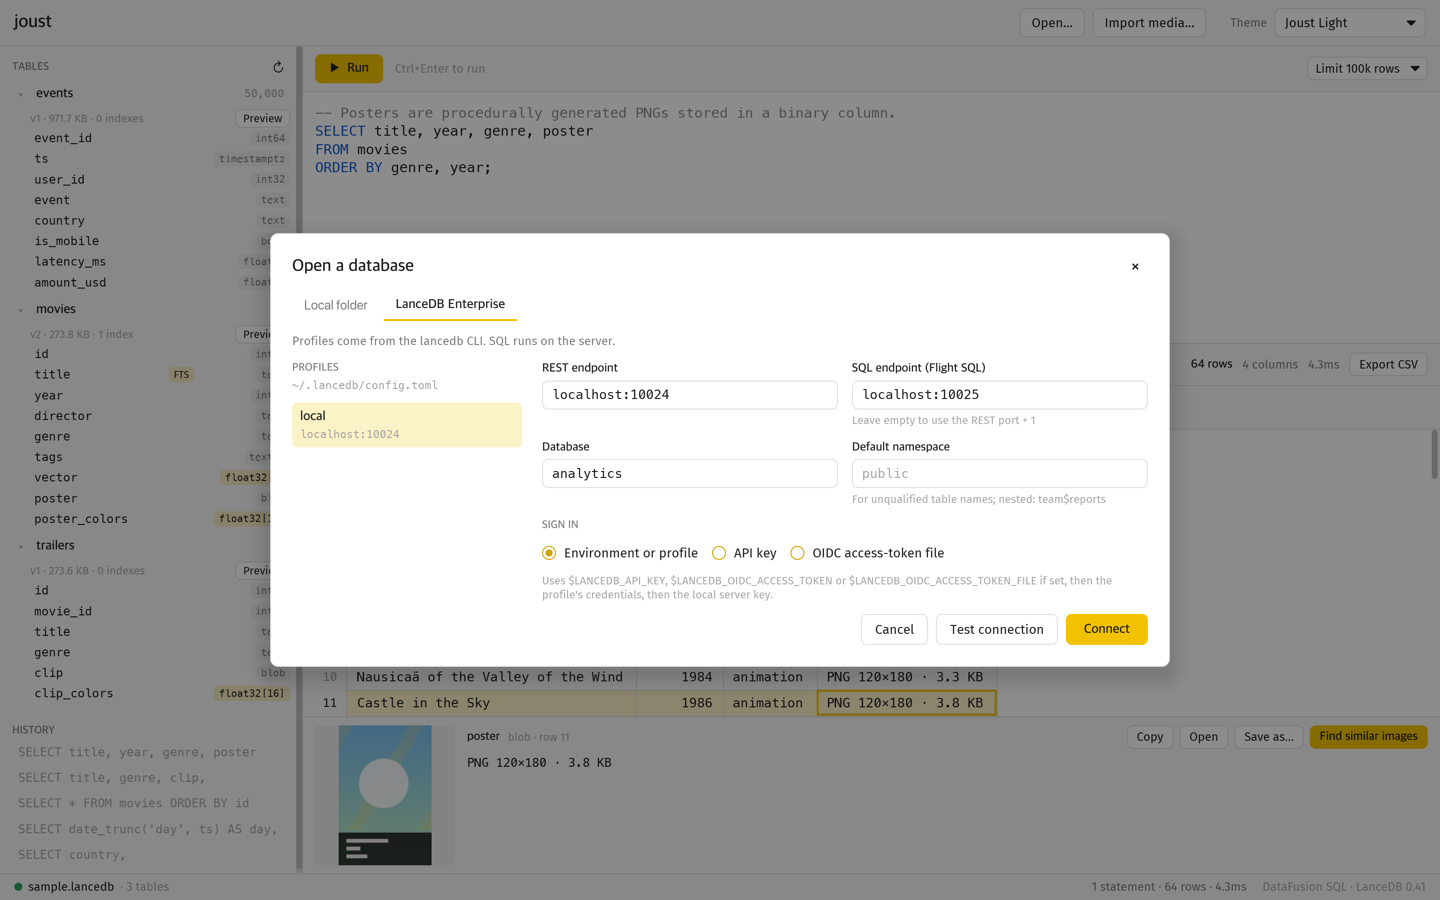 joust
Open...
Import media...
Theme
Joust Light
TABLES
Run
Ctrl+Enter to run
Limit 100k rows
events 50,000
v1 · 971.7 KB · 0 indexes Preview
event_id int64
ts timestamptz
user_id int32
event text
country text
is_mobile
latency_ms
amount_usd
movies
v2 · 273.8 KB · 1 index
id
title FTS
year
director
genre
tags
vector
poster
poster_colors
trailers
v1 · 273.6 KB · 0 indexes
id
movie_id
title
genre
clip blob
clip_colors float32[16]
HISTORY
SELECT title, year, genre, poster
SELECT title, genre, clip,
SELECT * FROM movies ORDER BY id
SELECT date_trunc('day', ts) AS day,
SELECT country,
-- Posters are procedurally generated PNGs stored in a binary column.
SELECT title, year, genre, poster
FROM movies
ORDER BY genre, year;
64 rows 4 columns 4.3ms Export CSV
Open a database
×
Local folder
LanceDB Enterprise
Profiles come from the lancedb CLI. SQL runs on the server.
PROFILES
~/.lancedb/config.toml
local
localhost:10024
REST endpoint
localhost:10024
SQL endpoint (Flight SQL)
localhost:10025
Leave empty to use the REST port + 1
Database
analytics
Default namespace
public
For unqualified table names; nested: team$reports
SIGN IN
Environment or profile
API key
OIDC access-token file
Uses $LANCEDB_API_KEY, $LANCEDB_OIDC_ACCESS_TOKEN or $LANCEDB_OIDC_ACCESS_TOKEN_FILE if set, then the
profile's credentials, then the local server key.
Cancel
Test connection
Connect
10 Nausicaä of the Valley of the Wind 1984 animation PNG 120×180 · 3.3 KB
11 Castle in the Sky 1986 animation PNG 120×180 · 3.8 KB
poster blob · row 11
PNG 120×180 · 3.8 KB
Copy
Open
Save as...
Find similar images
sample.lancedb · 3 tables
1 statement · 64 rows · 4.3ms DataFusion SQL · LanceDB 0.41